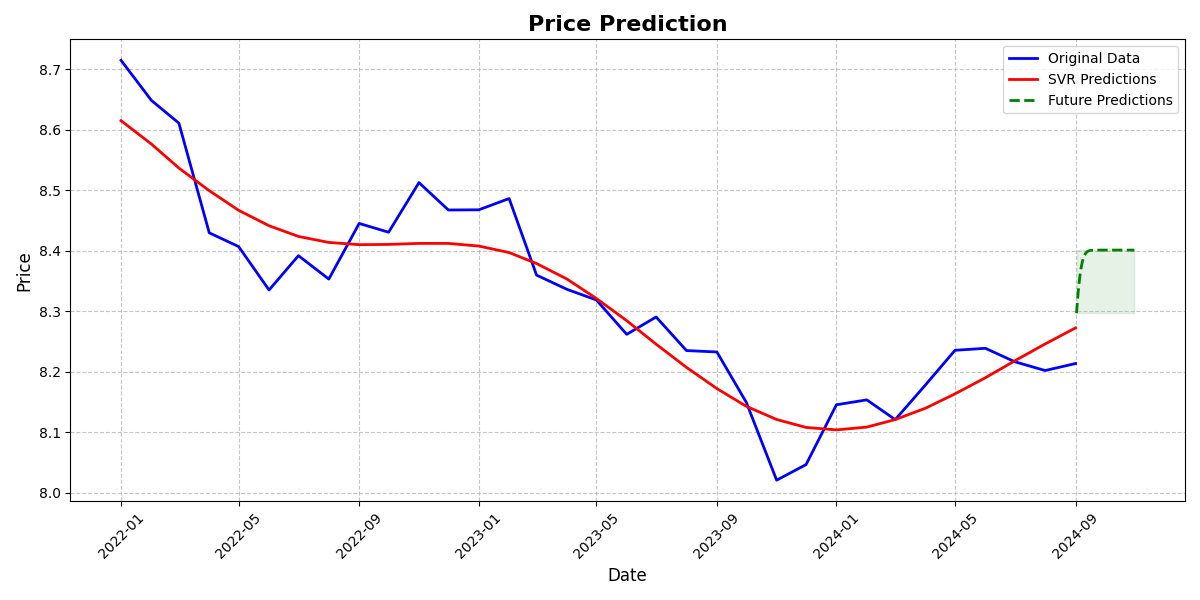 Price Prediction
Original Data
SVR Predictions
Future Predictions
Price
8.7
8.6
8.5
8.4
8.3
8.2
8.1
8.0
2022-01
2022-05
2022-09
2023-01
2023-05
2023-09
2024-01
2024-05
2024-09
Date